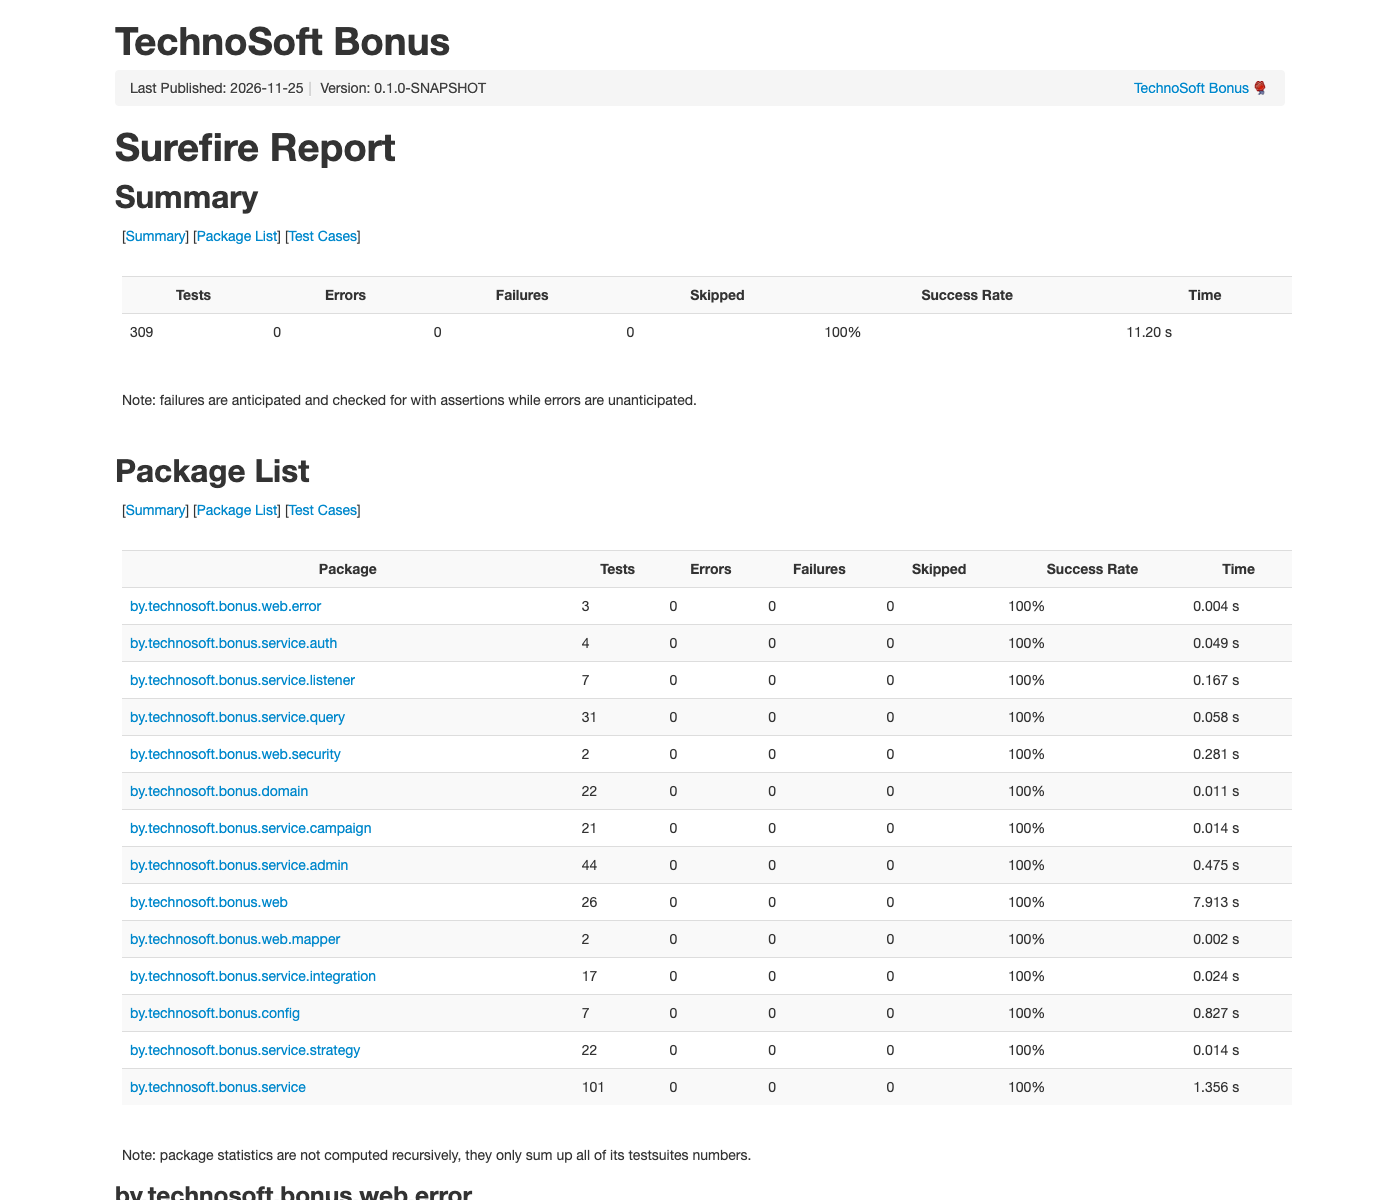 TechnoSoft Bonus
Last Published: 2026-11-25 | Version: 0.1.0-SNAPSHOT TechnoSoft Bonus
Surefire Report
Summary
[Summary] [Package List] [Test Cases]
Tests Errors Failures Skipped Success Rate Time
309 0 0 0 100% 11.20 s
Note: failures are anticipated and checked for with assertions while errors are unanticipated.
Package List
[Summary] [Package List] [Test Cases]
Package Tests Errors Failures Skipped Success Rate Time
by.technosoft.bonus.web.error 3 0 0 0 100% 0.004 s
by.technosoft.bonus.service.auth 4 0 0 0 100% 0.049 s
by.technosoft.bonus.service.listener 7 0 0 0 100% 0.167 s
by.technosoft.bonus.service.query 31 0 0 0 100% 0.058 s
by.technosoft.bonus.web.security 2 0 0 0 100% 0.281 s
by.technosoft.bonus.domain 22 0 0 0 100% 0.011 s
by.technosoft.bonus.service.campaign 21 0 0 0 100% 0.014 s
by.technosoft.bonus.service.admin 44 0 0 0 100% 0.475 s
by.technosoft.bonus.web 26 0 0 0 100% 7.913 s
by.technosoft.bonus.web.mapper 2 0 0 0 100% 0.002 s
by.technosoft.bonus.service.integration 17 0 0 0 100% 0.024 s
by.technosoft.bonus.config 7 0 0 0 100% 0.827 s
by.technosoft.bonus.service.strategy 22 0 0 0 100% 0.014 s
by.technosoft.bonus.service 101 0 0 0 100% 1.356 s
Note: package statistics are not computed recursively, they only sum up all of its testsuites numbers.
by.technosoft.bonus.web.error